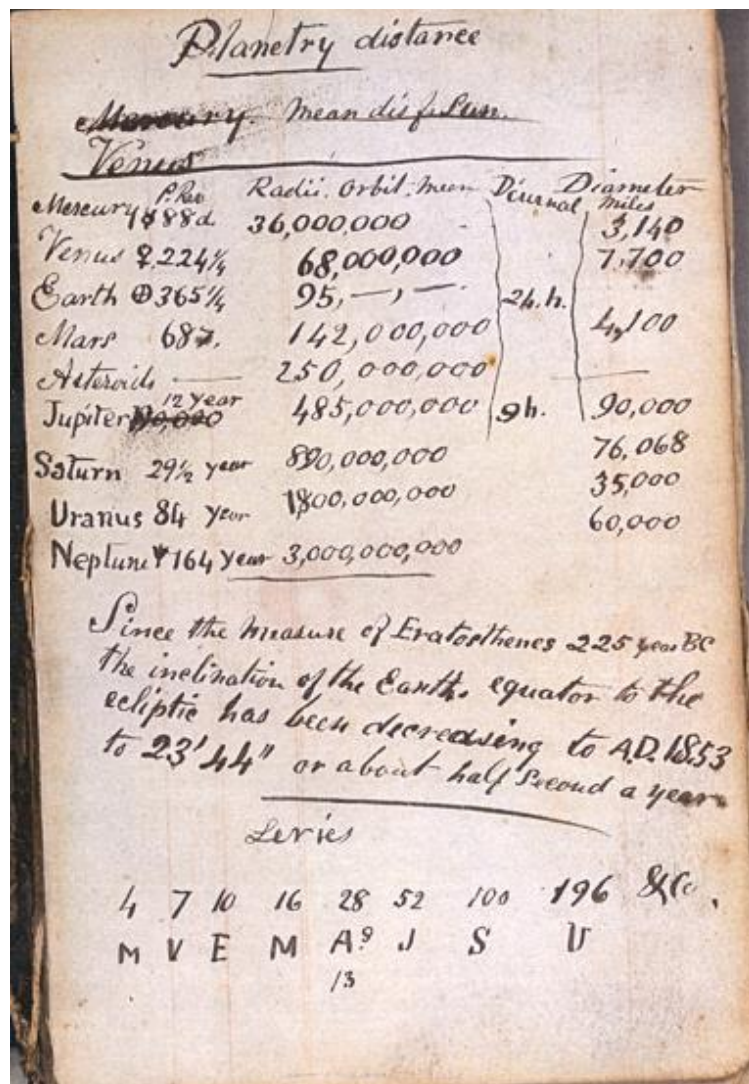 Planetry distance
Mercury. Mean dis f. Sun.
Venus
P. Rev Radii. Orbit. Mean Diurnal Diameter Miles
Mercury ☿ 88 d. 36,000,000 3,140
Venus ♀ 224¼ 68,000,000 7,700
Earth ⊕ 365¼ 95,—,—. 24.h.
Mars 687. 142,000,000 4,100
Asteroids — 250,000,000 —
Jupiter 12 year 485,000,000 9h. 90,000
Saturn 29½ year 890,000,000 76,068
Uranus 84 year 1,800,000,000 35,000
Neptune ♆ 164 year 3,000,000,000 60,000
Since the measure of Eratosthenes 225 year BC
the inclination of the Earths equator to the
ecliptic has been decreasing to A.D. 1853
to 23' 44" or about half second a year
Series
4 7 10 16 28 52 100 196 &c.
M V E M As J S U
13